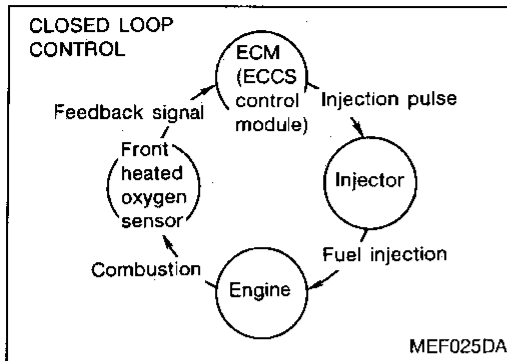 CLOSED LOOP
CONTROL
ECM
(ECCS
control
module)
Feedback signal
Injection pulse
Front
heated
oxygen
sensor
Injector
Combustion
Fuel injection
Engine
MEF025DA